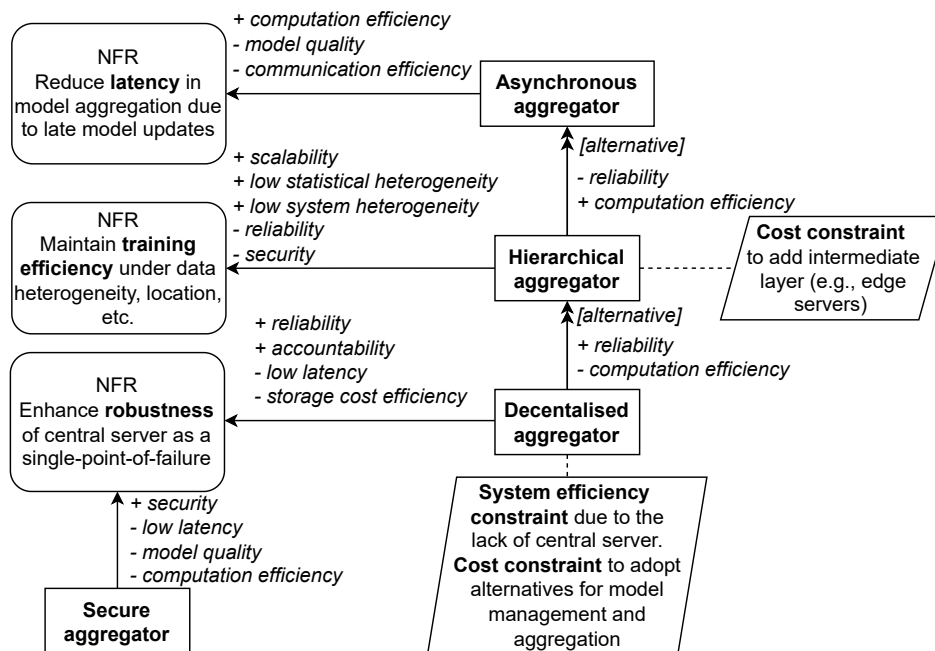 + computation efficiency
- model quality
- communication efficiency
NFR
Reduce latency in
model aggregation due
to late model updates
Asynchronous
aggregator
[alternative]
- reliability
+ computation efficiency
+ scalability
+ low statistical heterogeneity
+ low system heterogeneity
- reliability
- security
NFR
Maintain training
efficiency under data
heterogeneity, location,
etc.
Hierarchical
aggregator
Cost constraint
to add intermediate
layer (e.g., edge
servers)
[alternative]
+ reliability
- computation efficiency
+ reliability
+ accountability
- low latency
- storage cost efficiency
NFR
Enhance robustness
of central server as a
single-point-of-failure
Decentalised
aggregator
System efficiency
constraint due to the
lack of central server.
Cost constraint to adopt
alternatives for model
management and
aggregation
+ security
- low latency
- model quality
- computation efficiency
Secure
aggregator